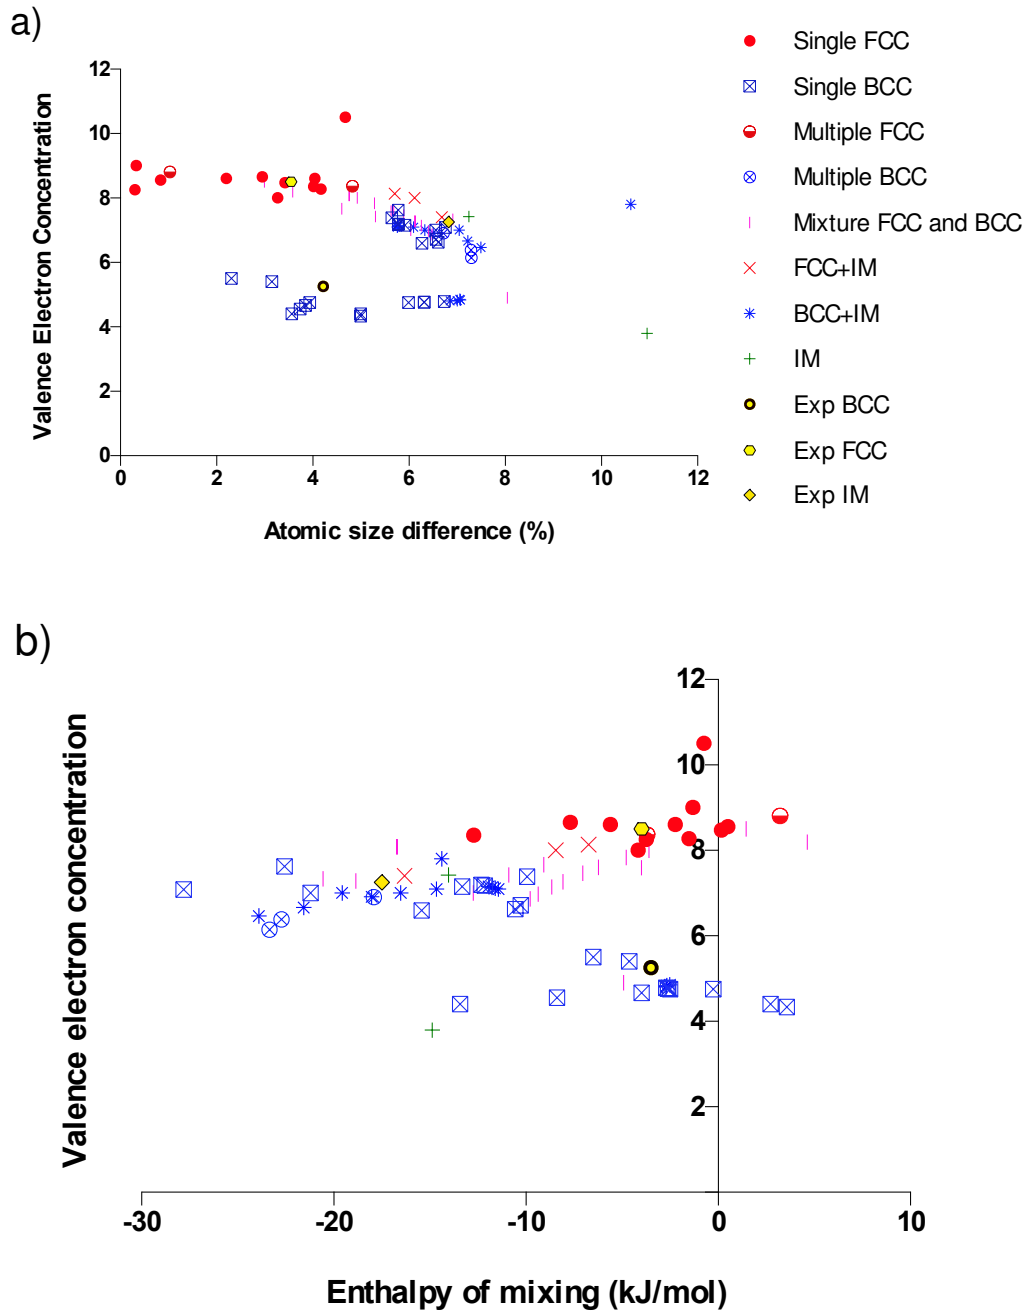 a)
Valence Electron Concentration
12
10
8
6
4
2
0
0 2 4 6 8 10 12
Atomic size difference (%)
Single FCC
Single BCC
Multiple FCC
Multiple BCC
Mixture FCC and BCC
FCC+IM
BCC+IM
IM
Exp BCC
Exp FCC
Exp IM
b)
Valence electron concentration
12
10
8
6
4
2
-30 -20 -10 0 10
Enthalpy of mixing (kJ/mol)